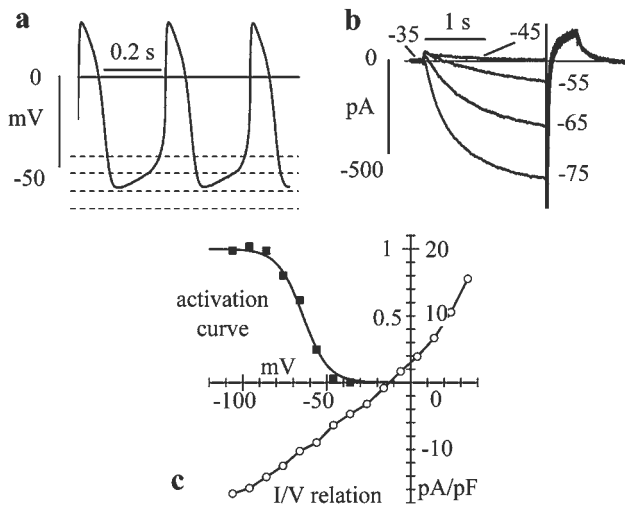 a
0.2 s
0
mV
-50
b
1 s
-35
-45
0
pA
-55
-65
-500
-75
1 20
activation
curve
0.5 10
mV
-100 -50 0
-10
c
I/V relation
pA/pF